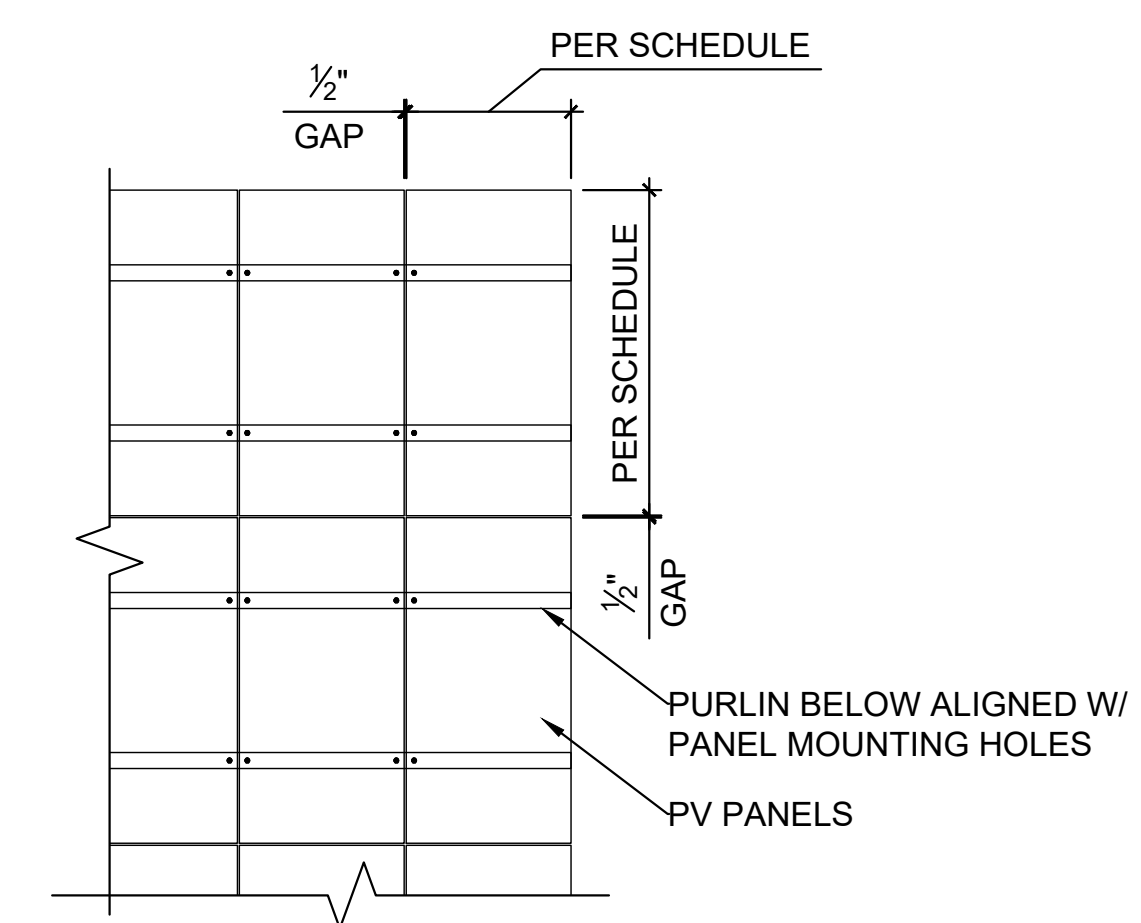 PER SCHEDULE
½"
GAP
PER SCHEDULE
½"
GAP
PURLIN BELOW ALIGNED W/
PANEL MOUNTING HOLES
PV PANELS